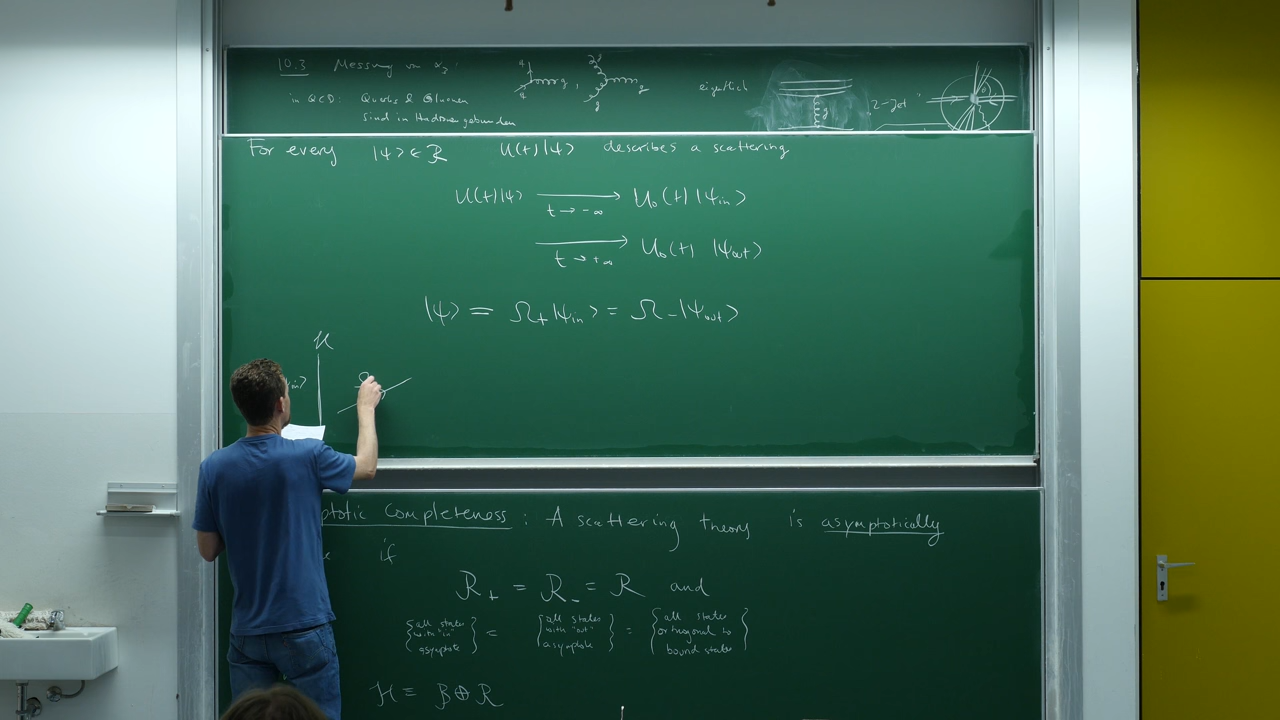 10.3 Messung von α_s
in QCD: Quarks & Gluonen
sind in Hadronen gebunden
q q g , g g g
eigentlich
g
2-Jet"
For every |ψ> ∈ R U(t)|ψ> describes a scattering
U(t)|ψ> ⟶ U₀(t)|ψin>
t→-∞
⟶ U₀(t) |ψout>
t→+∞
|ψ> = Ω₊|ψin> = Ω₋|ψout>
H
in>
ptotic Completeness : A scattering theory is asymptotically
e if
R₊ = R₋ = R and
{all states with "in" asymptote} = {all states with "out" asymptote} = {all states orthogonal to bound states}
H = B ⊕ R